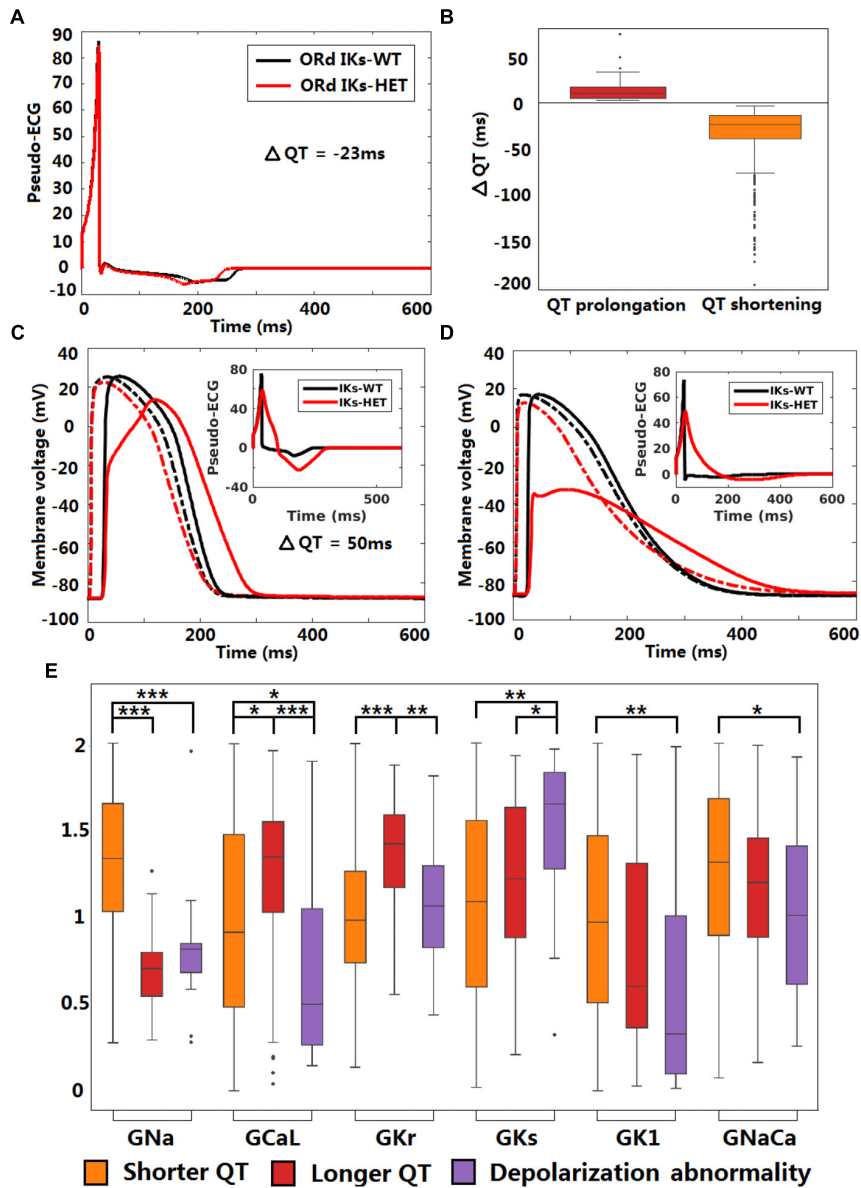 A
90
80
70
60
50
40
30
20
10
0
-10
Pseudo-ECG
ORd IKs-WT
ORd IKs-HET
△ QT = -23ms
0 200 400 600
Time (ms)
B
50
0
-50
-100
-150
-200
△ QT (ms)
QT prolongation QT shortening
C
40
20
0
-20
-40
-60
-80
-100
Membrane voltage (mV)
80
40
0
-40
Pseudo-ECG
IKs-WT
IKs-HET
0 500
Time (ms)
△ QT = 50ms
0 200 400 600
Time (ms)
D
40
20
0
-20
-40
-60
-80
-100
Membrane voltage (mV)
80
40
0
-40
Pseudo-ECG
IKs-WT
IKs-HET
0 200 400 600
Time (ms)
0 200 400 600
Time (ms)
E
*** * ** ** *
*** * *** *** ** *
2
1.5
1
0.5
0
GNa GCaL GKr GKs GK1 GNaCa
Shorter QT Longer QT Depolarization abnormality